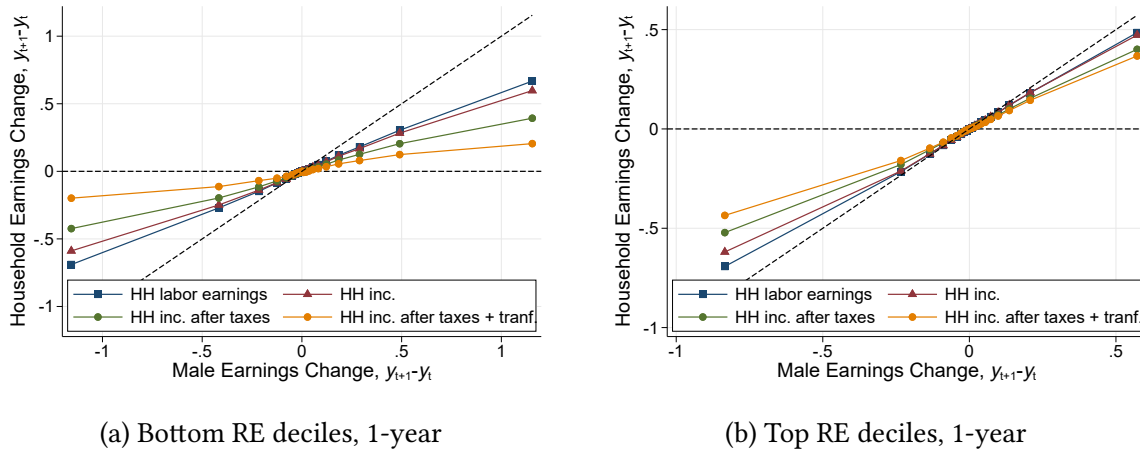 Household Earnings Change, yt+1-yt
1
.5
0
-.5
-1
HH labor earnings
HH inc.
HH inc. after taxes
HH inc. after taxes + tranf.
-1
-.5
0
.5
1
Male Earnings Change, yt+1-yt
(a) Bottom RE deciles, 1-year
Household Earnings Change, yt+1-yt
.5
0
-.5
-1
HH labor earnings
HH inc.
HH inc. after taxes
HH inc. after taxes + tranf.
-1
-.5
0
.5
Male Earnings Change, yt+1-yt
(b) Top RE deciles, 1-year